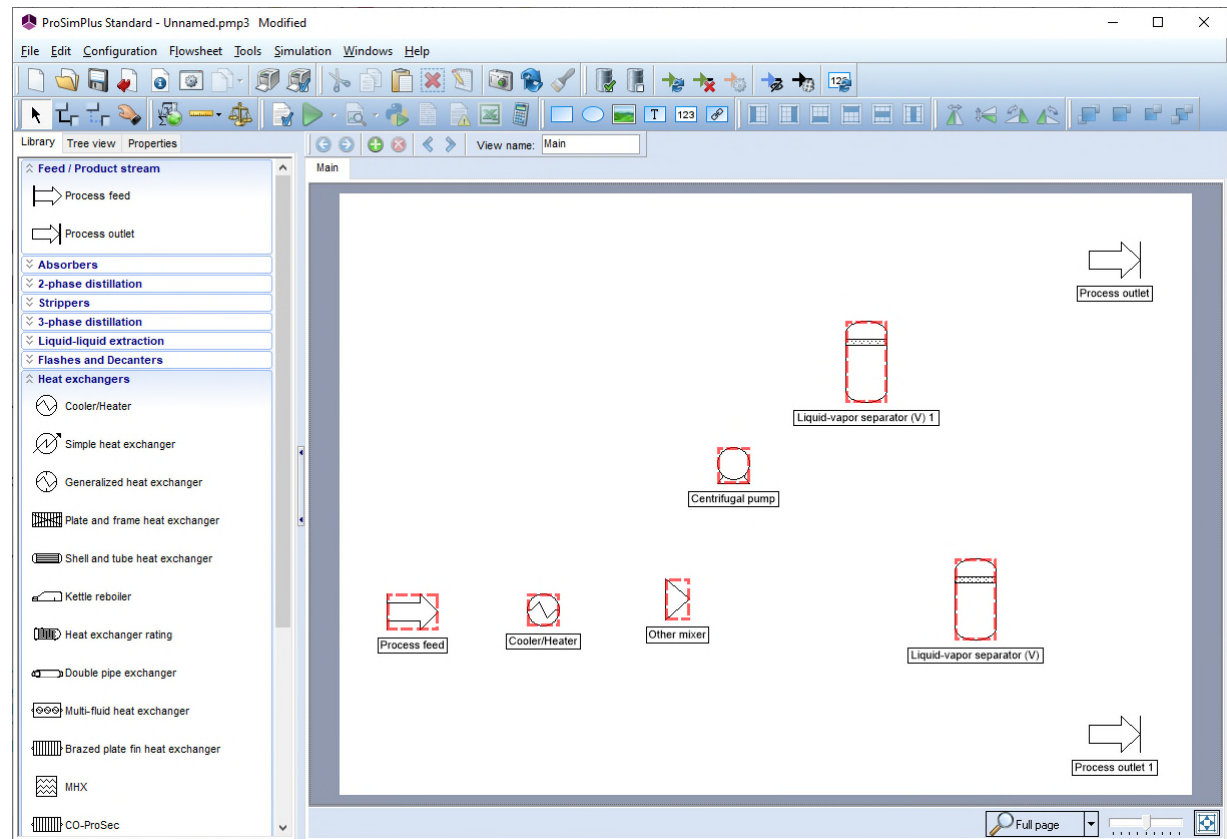 ProSimPlus Standard - Unnamed.pmp3 Modified
File Edit Configuration Flowsheet Tools Simulation Windows Help
123
T 123
Library Tree view Properties
View name: Main
Main
Feed / Product stream
Process feed
Process outlet
Absorbers
2-phase distillation
Strippers
3-phase distillation
Liquid-liquid extraction
Flashes and Decanters
Heat exchangers
Cooler/Heater
Simple heat exchanger
Generalized heat exchanger
Plate and frame heat exchanger
Shell and tube heat exchanger
Kettle reboiler
Heat exchanger rating
Double pipe exchanger
Multi-fluid heat exchanger
Brazed plate fin heat exchanger
MHX
CO-ProSec
Process outlet
Liquid-vapor separator (V) 1
Centrifugal pump
Process feed
Cooler/Heater
Other mixer
Liquid-vapor separator (V)
Process outlet 1
Full page